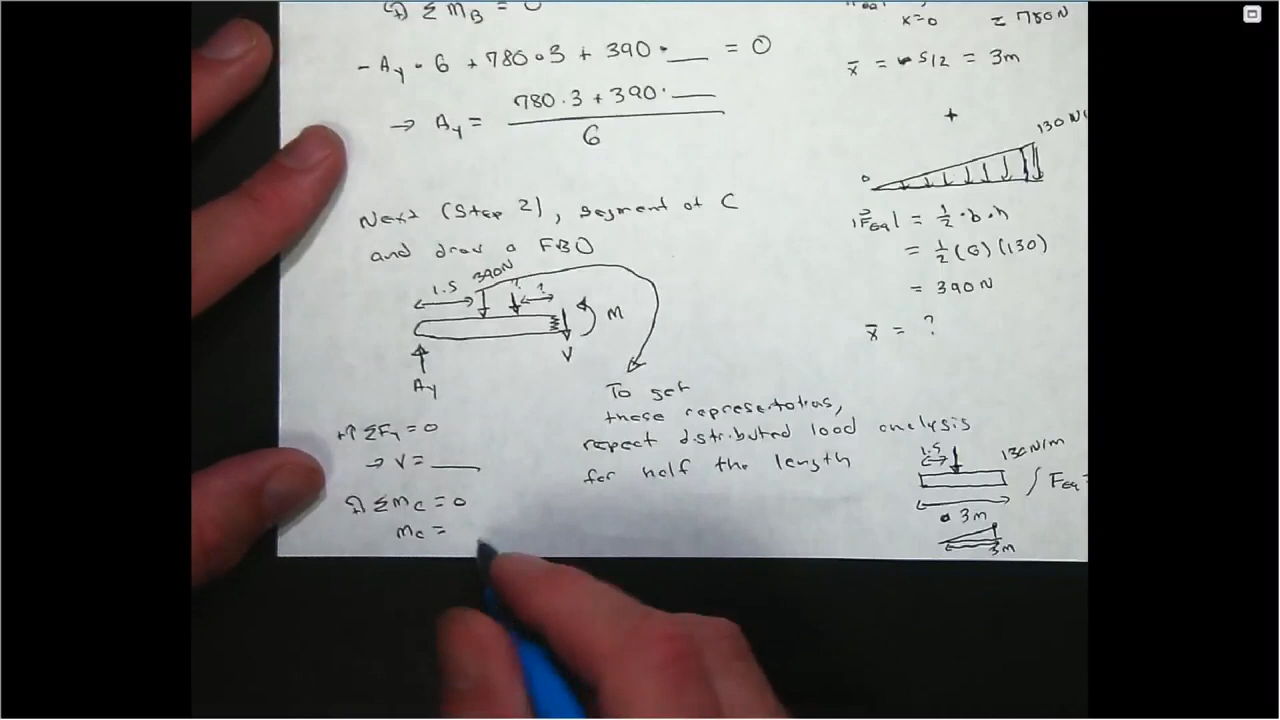 ↺ ΣM_B = 0
-A_y • 6 + 780•3 + 390•___ = 0
→ A_y = (780·3 + 390·___) / 6
Next (Step 2), segment at C
and draw a FBD
1.5 390N ? ?
M
V
A_y
+↑ ΣF_y = 0
→ V = ___
↺ ΣM_C = 0
M_C =
To get
these representations,
repect distributed load analysis
for half the length
x=0 = 780N
x̄ = 5/2 = 3m
+
0 130 N/
|F_Eq| = ½·b·h
= ½(6)(130)
= 390N
x̄ = ?
1.5 130N/m
∫ F_Eq =
3m
3m